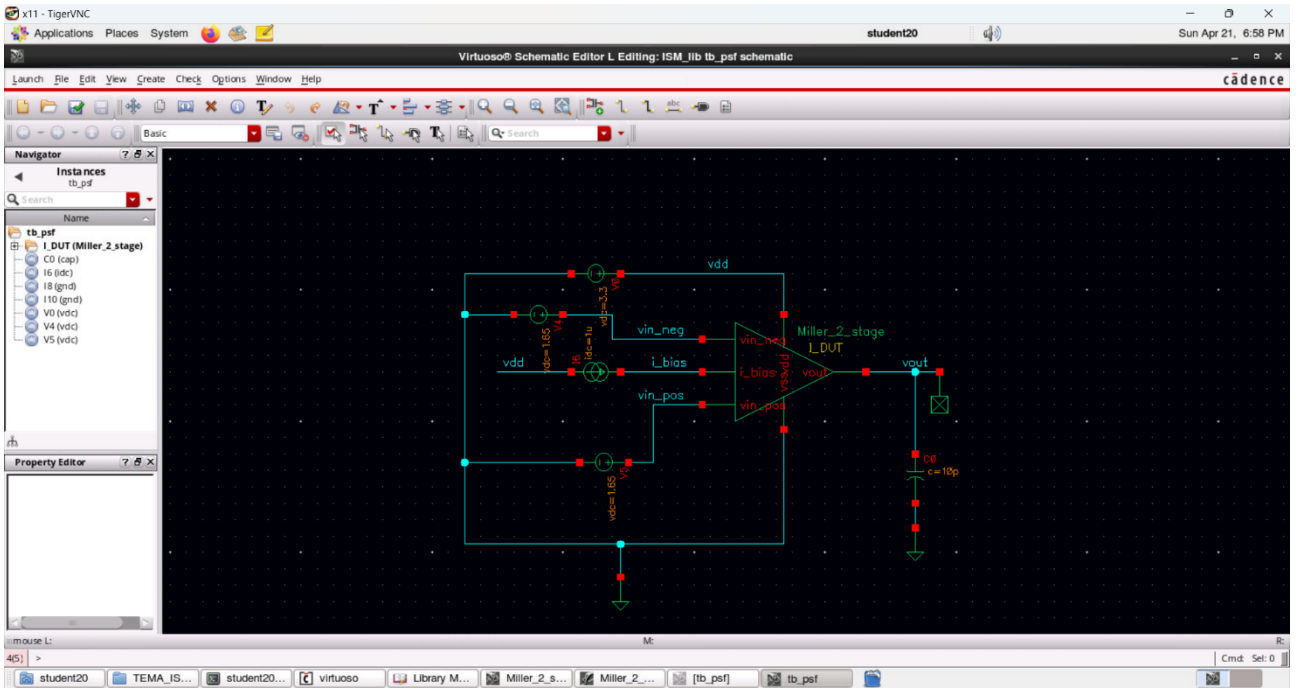 x11 - TigerVNC
Applications Places System student20 Sun Apr 21, 6:58 PM
Virtuoso® Schematic Editor L Editing: ISM_lib tb_psf schematic
Launch File Edit View Create Check Options Window Help cādence
Basic Search
Navigator
Instances
tb_psf
Search
Name
tb_psf
I_DUT (Miller_2_stage)
C0 (cap)
I6 (idc)
I8 (gnd)
I10 (gnd)
V0 (vdc)
V4 (vdc)
V5 (vdc)
Property Editor
vdd
V0
vdc=3.3
V4
vdc=1.65
idc=1u
vin_neg
vin_neg
Miller_2_stage
I_DUT
vdd
I6
i_bias
i_bias
vss
vdd
vout
vout
vin_pos
vin_pos
V5
vdc=1.65
C0
c=10p
mouse L: M: R:
4(5) > Cmd: Sel: 0
student20 TEMA_IS... student20... virtuoso Library M... Miller_2_s... Miller_2_... [tb_psf] tb_psf